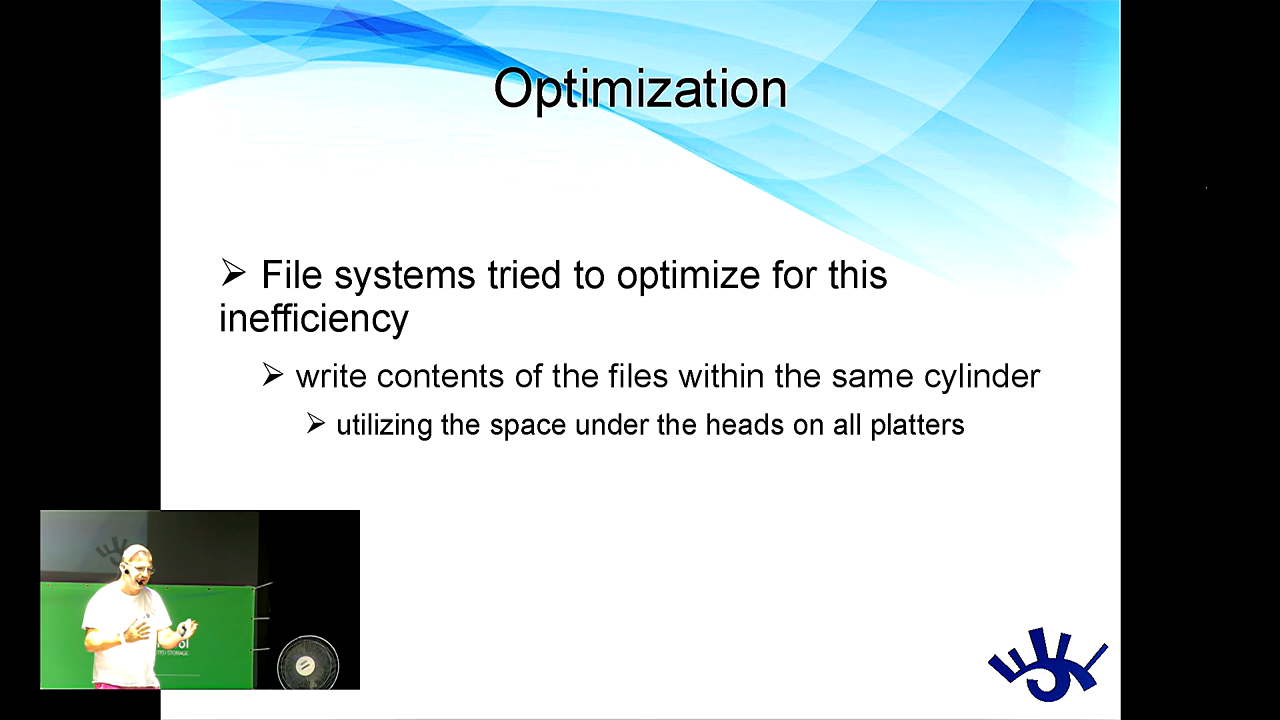 Optimization
➢ File systems tried to optimize for this
inefficiency
➢ write contents of the files within the same cylinder
➢ utilizing the space under the heads on all platters